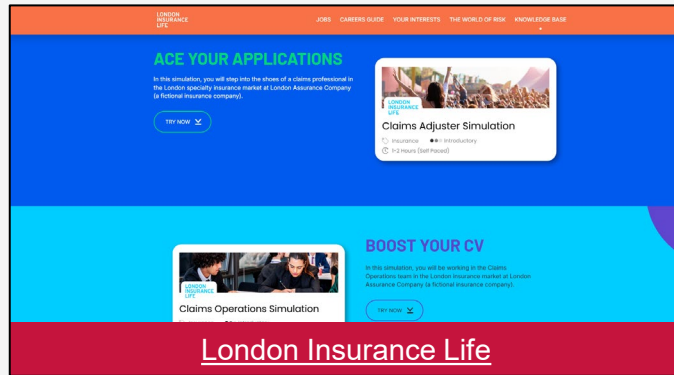 LONDON
INSURANCE
LIFE
JOBS CAREERS GUIDE YOUR INTERESTS THE WORLD OF RISK KNOWLEDGE BASE
ACE YOUR APPLICATIONS
In this simulation, you will step into the shoes of a claims professional in
the London specialty insurance market at London Assurance Company
(a fictional insurance company).
TRY NOW
LONDON
INSURANCE
LIFE
Claims Adjuster Simulation
Insurance Introductory
1-2 Hours (Self Paced)
BOOST YOUR CV
In this simulation, you will be working in the Claims
Operations team in the London insurance market at London
Assurance Company (a fictional insurance company).
TRY NOW
LONDON
INSURANCE
LIFE
Claims Operations Simulation
London Insurance Life